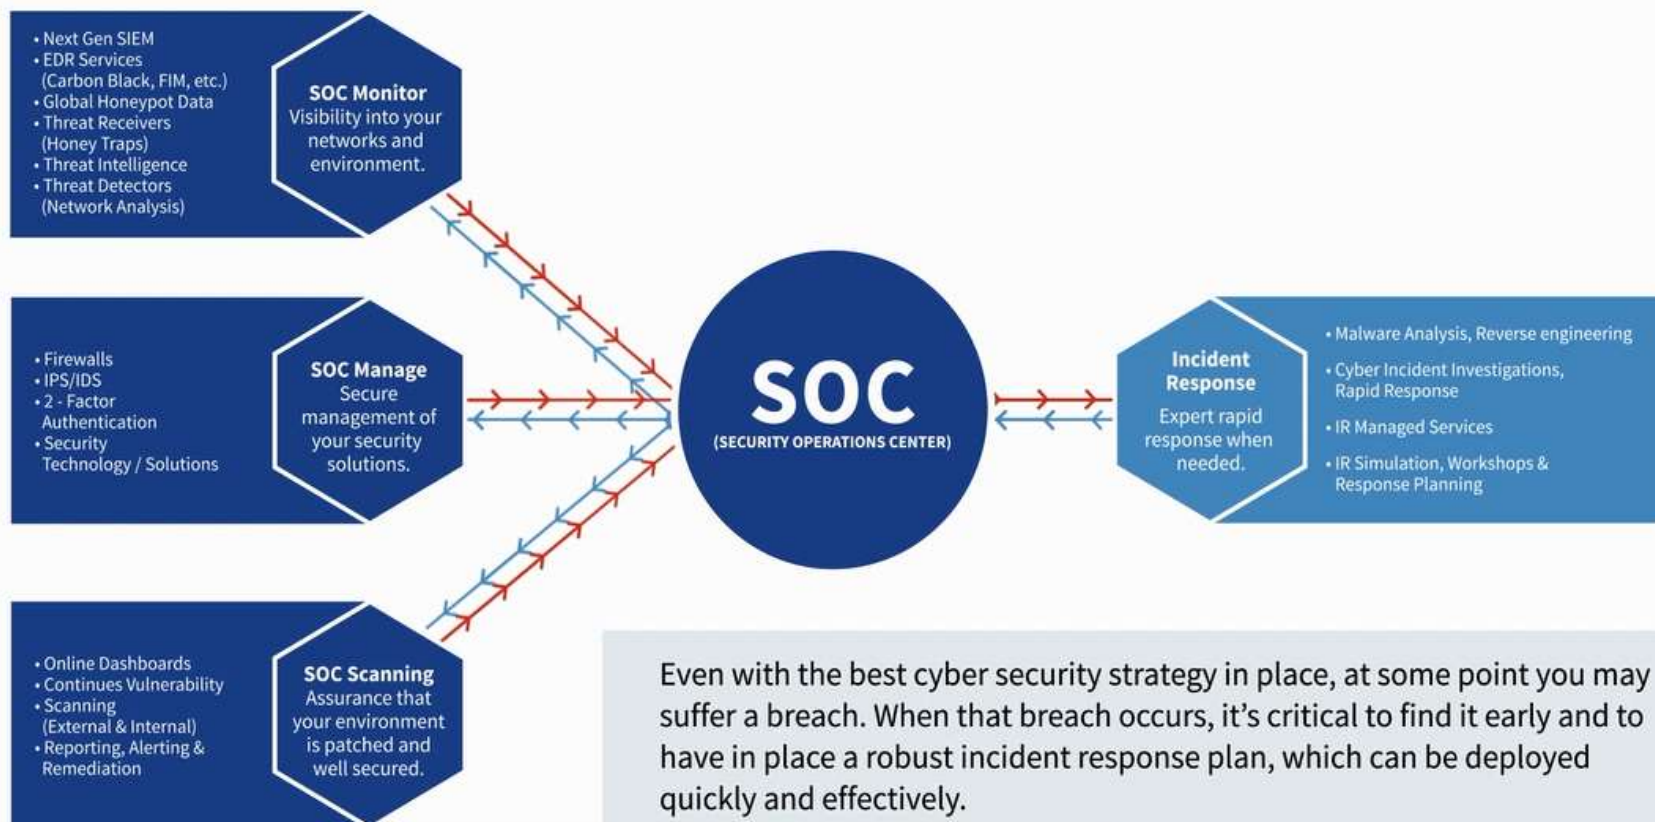 • Next Gen SIEM
• EDR Services
(Carbon Black, FIM, etc.)
• Global Honeypot Data
• Threat Receivers
(Honey Traps)
• Threat Intelligence
• Threat Detectors
(Network Analysis)
SOC Monitor
Visibility into your
networks and
environment.
• Firewalls
• IPS/IDS
• 2 - Factor
Authentication
• Security
Technology / Solutions
SOC Manage
Secure
management of
your security
solutions.
• Online Dashboards
• Continues Vulnerability
• Scanning
(External & Internal)
• Reporting, Alerting &
Remediation
SOC Scanning
Assurance that
your environment
is patched and
well secured.
SOC
(SECURITY OPERATIONS CENTER)
Incident
Response
Expert rapid
response when
needed.
• Malware Analysis, Reverse engineering
• Cyber Incident Investigations,
Rapid Response
• IR Managed Services
• IR Simulation, Workshops &
Response Planning
Even with the best cyber security strategy in place, at some point you may
suffer a breach. When that breach occurs, it’s critical to find it early and to
have in place a robust incident response plan, which can be deployed
quickly and effectively.